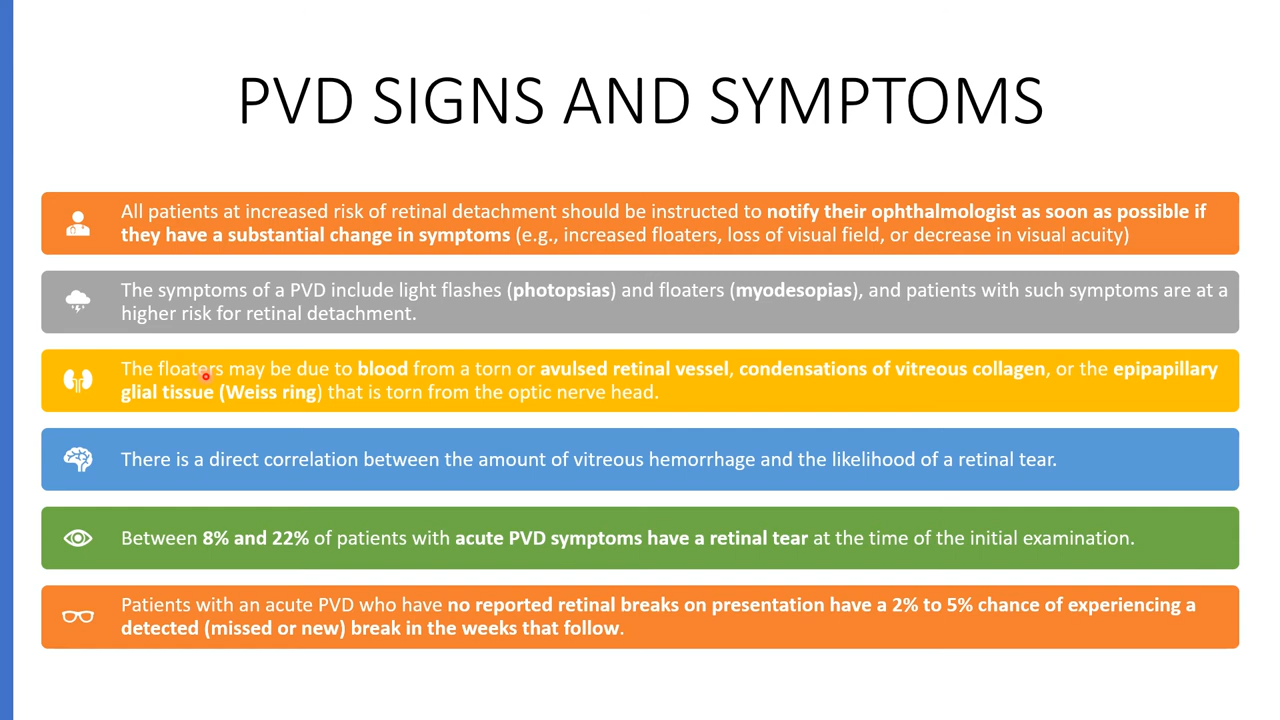 PVD SIGNS AND SYMPTOMS
All patients at increased risk of retinal detachment should be instructed to notify their ophthalmologist as soon as possible if
they have a substantial change in symptoms (e.g., increased floaters, loss of visual field, or decrease in visual acuity)
The symptoms of a PVD include light flashes (photopsias) and floaters (myodesopias), and patients with such symptoms are at a
higher risk for retinal detachment.
The floaters may be due to blood from a torn or avulsed retinal vessel, condensations of vitreous collagen, or the epipapillary
glial tissue (Weiss ring) that is torn from the optic nerve head.
There is a direct correlation between the amount of vitreous hemorrhage and the likelihood of a retinal tear.
Between 8% and 22% of patients with acute PVD symptoms have a retinal tear at the time of the initial examination.
Patients with an acute PVD who have no reported retinal breaks on presentation have a 2% to 5% chance of experiencing a
detected (missed or new) break in the weeks that follow.